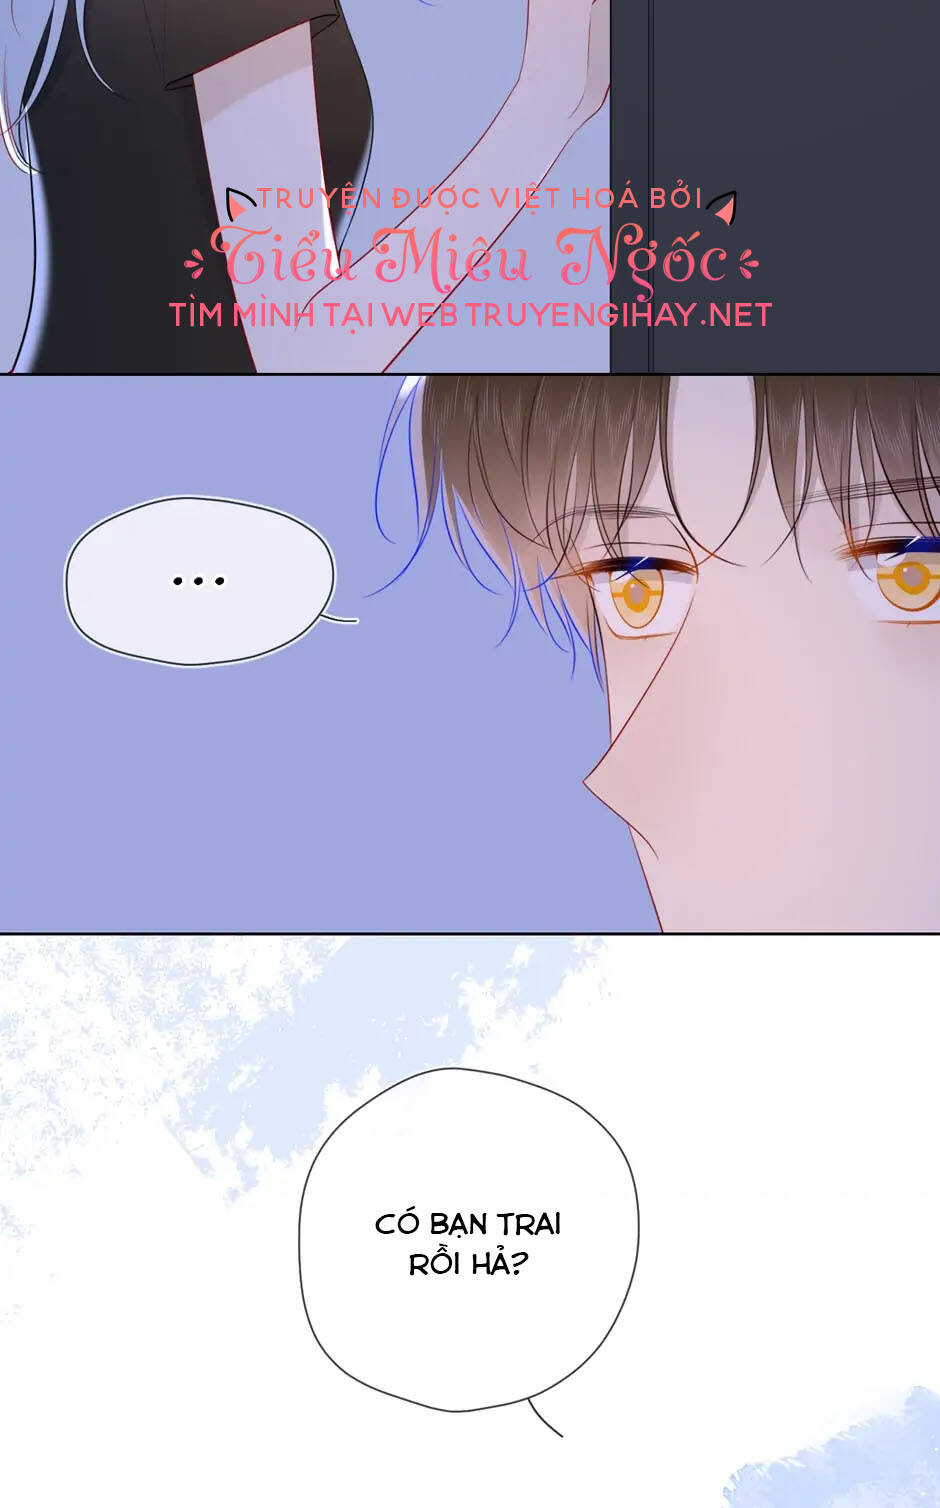 TRUYỆN ĐƯỢC VIỆT HOÁ BỞI
Tiểu Miêu Ngốc
TÌM MÌNH TẠI WEB TRUYENGIHAY.NET
...
CÓ BẠN TRAI
RỒI HẢ?